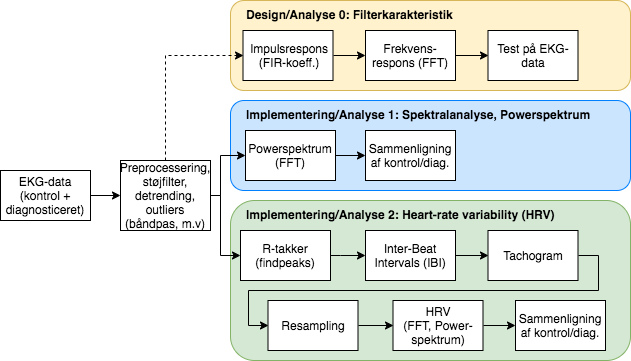 Design/Analyse 0: Filterkarakteristik
Impulsrespons
(FIR-koeff.)
Frekvens-
respons (FFT)
Test på EKG-
data
Implementering/Analyse 1: Spektralanalyse, Powerspektrum
Powerspektrum
(FFT)
Sammenligning
af kontrol/diag.
EKG-data
(kontrol +
diagnosticeret)
Preprocessering,
støjfilter,
detrending,
outliers
(båndpas, m.v)
Implementering/Analyse 2: Heart-rate variability (HRV)
R-takker
(findpeaks)
Inter-Beat
Intervals (IBI)
Tachogram
Resampling
HRV
(FFT, Power-
spektrum)
Sammenligning
af kontrol/diag.